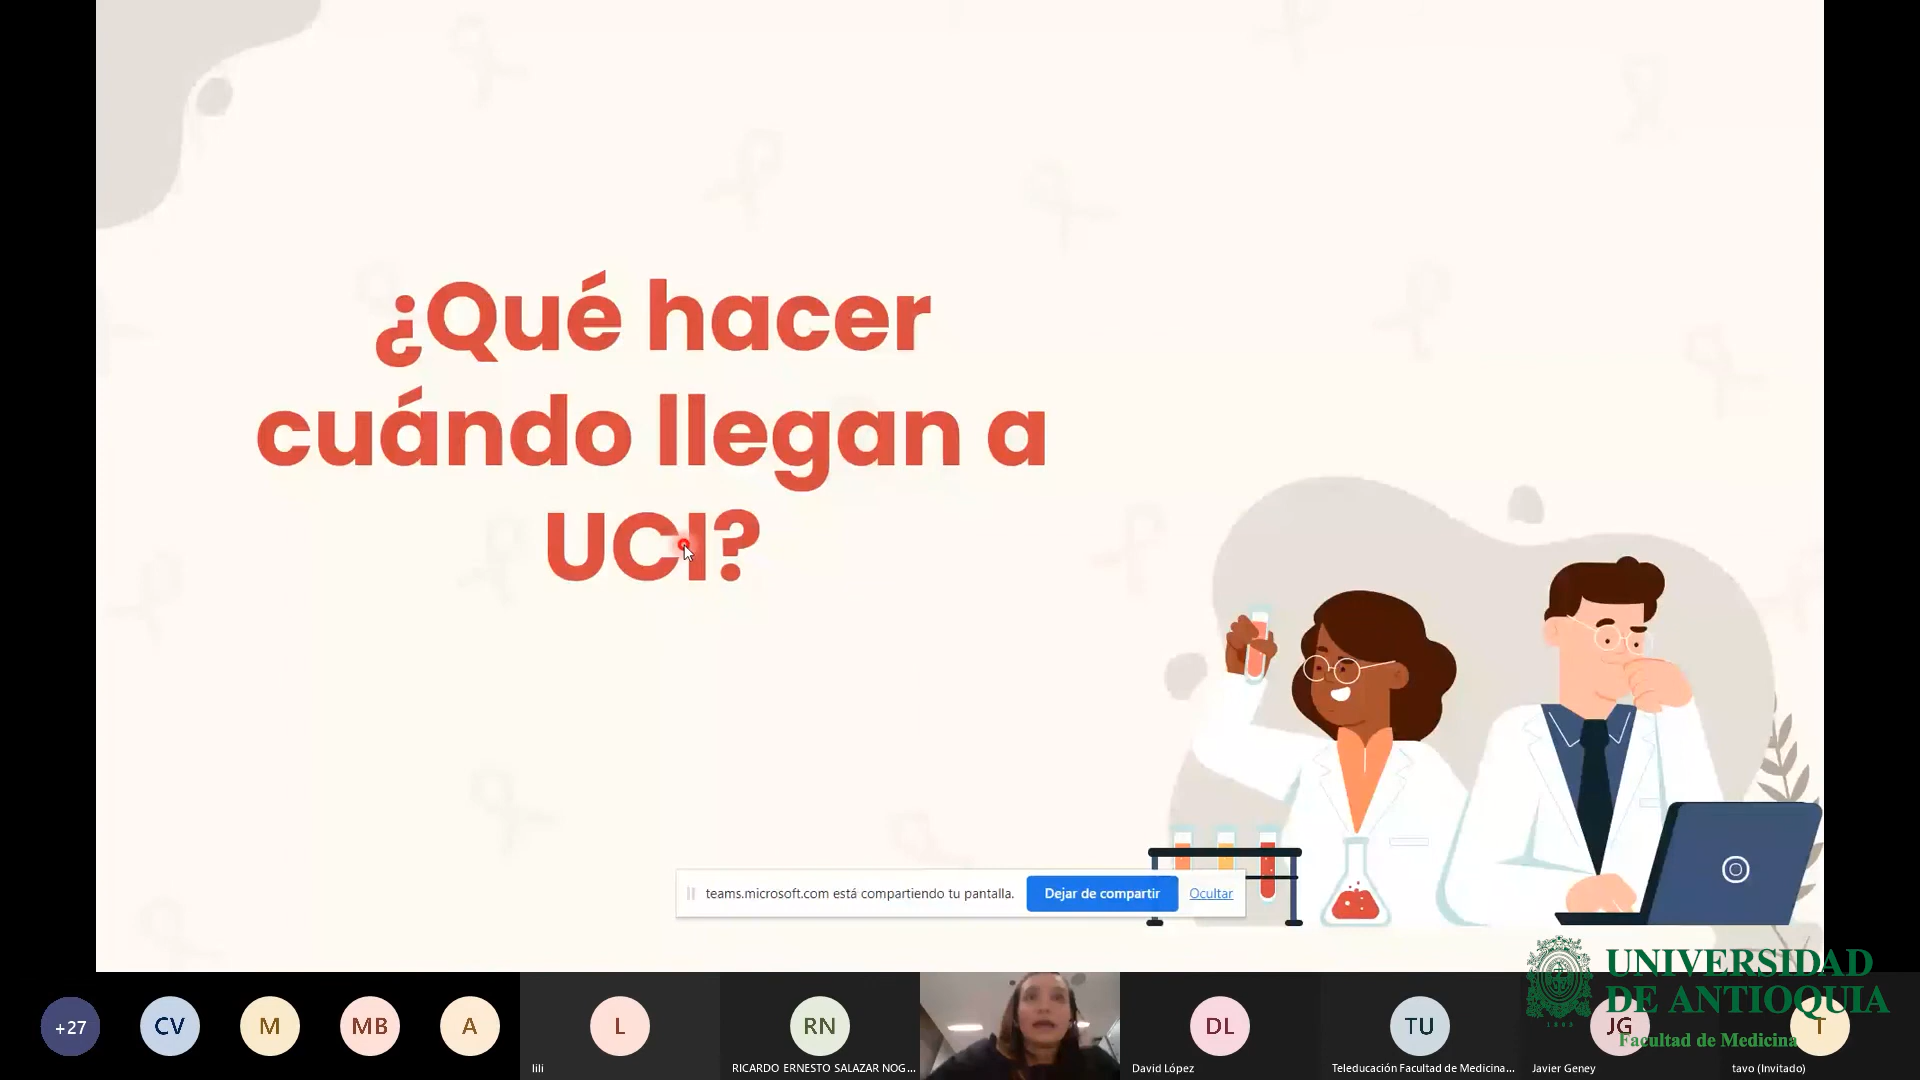 ¿Qué hacer
cuándo llegan a
UCI?
teams.microsoft.com está compartiendo tu pantalla.
Dejar de compartir
Ocultar
UNIVERSIDAD
DE ANTIOQUIA
1803
Facultad de Medicina
+27
CV
M
MB
A
L
RN
DL
TU
JG
T
lili
RICARDO ERNESTO SALAZAR NOG...
David López
Teleducación Facultad de Medicina...
Javier Geney
tavo (Invitado)